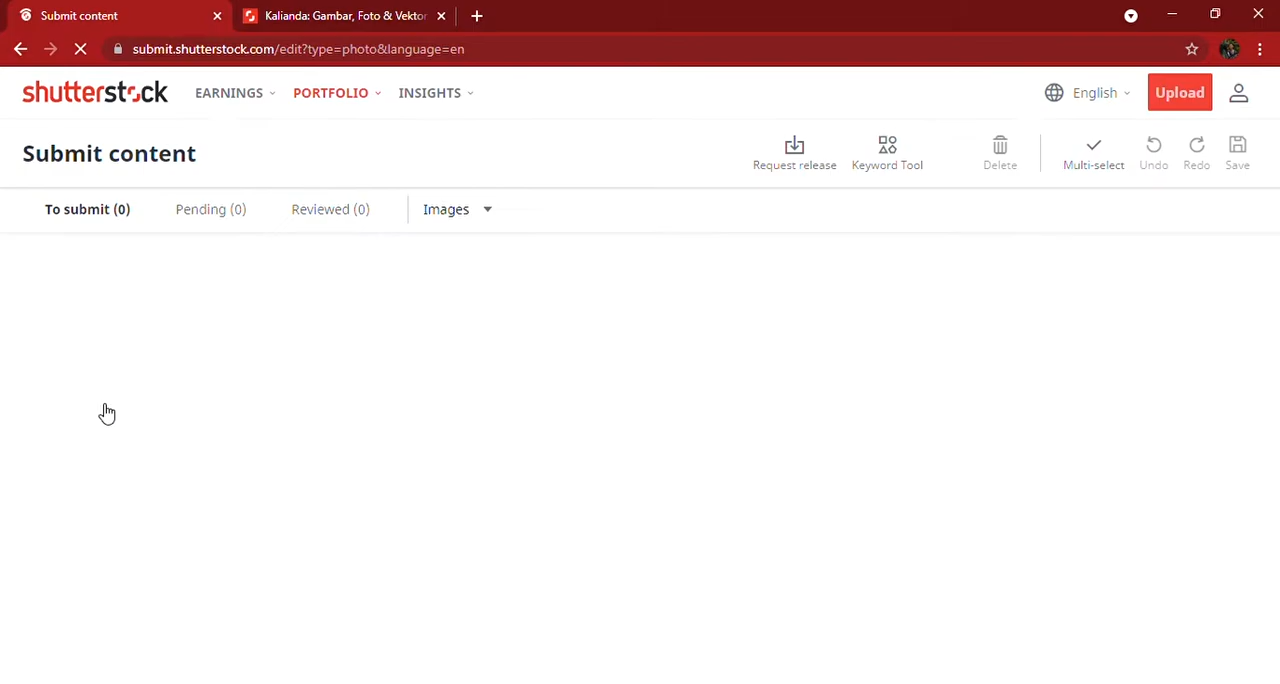 Submit content
Kalianda: Gambar, Foto & Vektor
submit.shutterstock.com/edit?type=photo&language=en
shutterstock
EARNINGS
PORTFOLIO
INSIGHTS
English
Upload
Submit content
Request release
Keyword Tool
Delete
Multi-select
Undo
Redo
Save
To submit (0)
Pending (0)
Reviewed (0)
Images